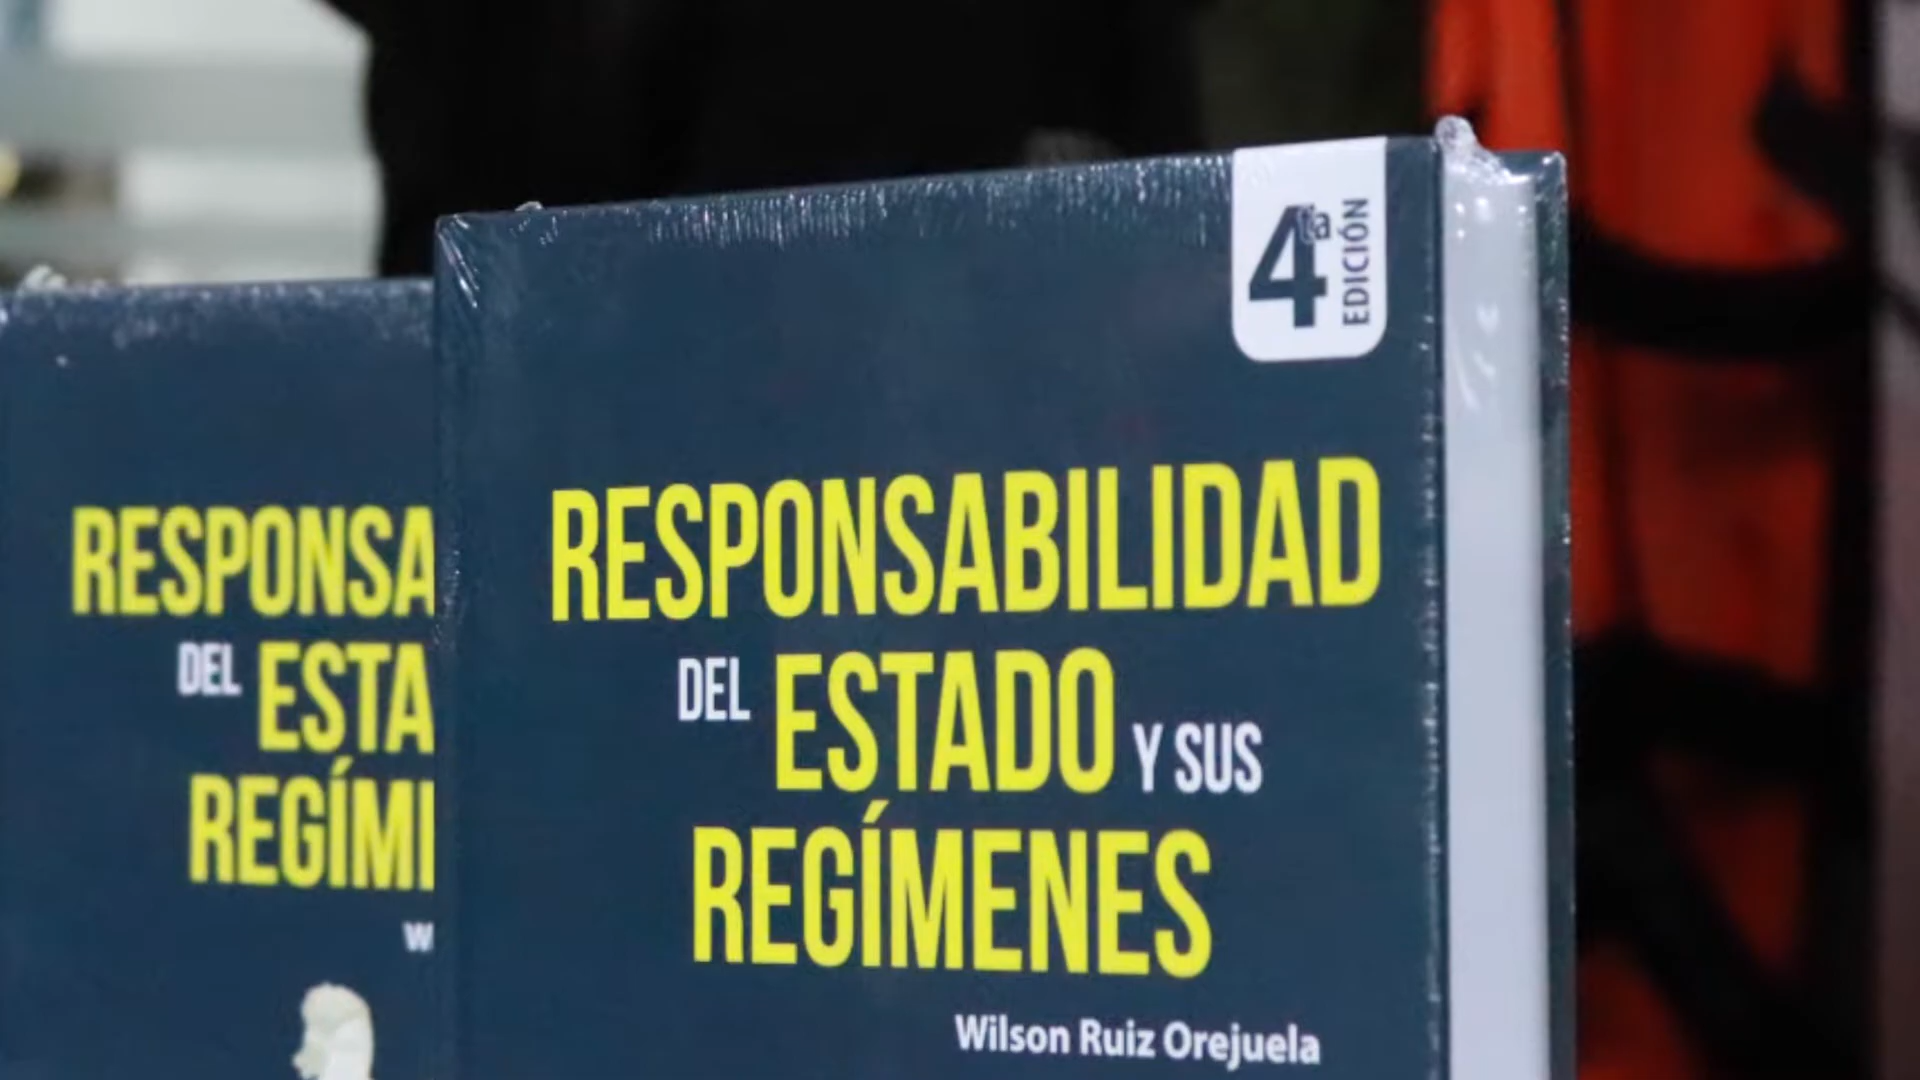 4ta
EDICIÓN
RESPONSABILIDAD
DEL ESTADO Y SUS
REGÍMENES
Wilson Ruiz Orejuela
RESPONSA
DEL ESTA
REGÍMI
W